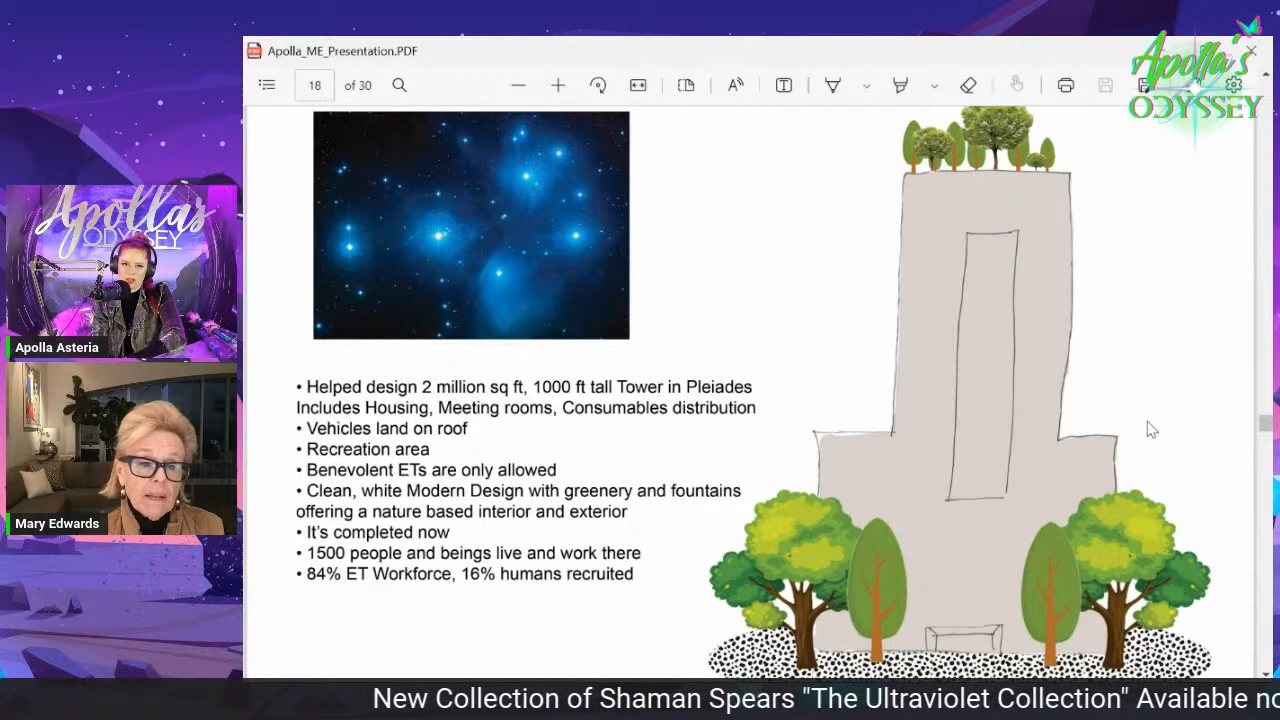 Apolla_ME_Presentation.PDF
Apolla's
ODYSSEY
18 of 30
Apollas
ODYSSEY
Apolla Asteria
Mary Edwards
• Helped design 2 million sq ft, 1000 ft tall Tower in Pleiades
Includes Housing, Meeting rooms, Consumables distribution
• Vehicles land on roof
• Recreation area
• Benevolent ETs are only allowed
• Clean, white Modern Design with greenery and fountains
offering a nature based interior and exterior
• It's completed now
• 1500 people and beings live and work there
• 84% ET Workforce, 16% humans recruited
New Collection of Shaman Spears "The Ultraviolet Collection" Available no